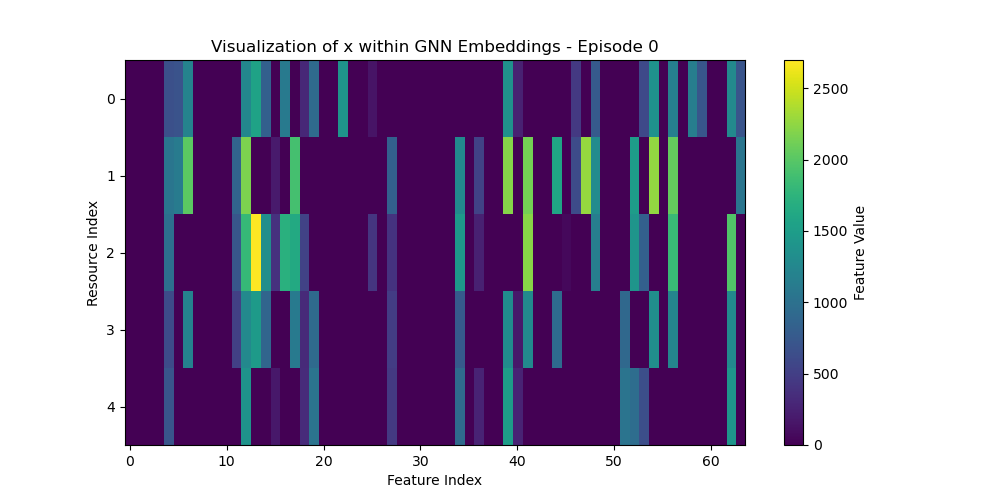 Visualization of x within GNN Embeddings - Episode 0
0
1
2
3
4
Resource Index
0 10 20 30 40 50 60
Feature Index
2500
2000
1500
1000
500
0
Feature Value